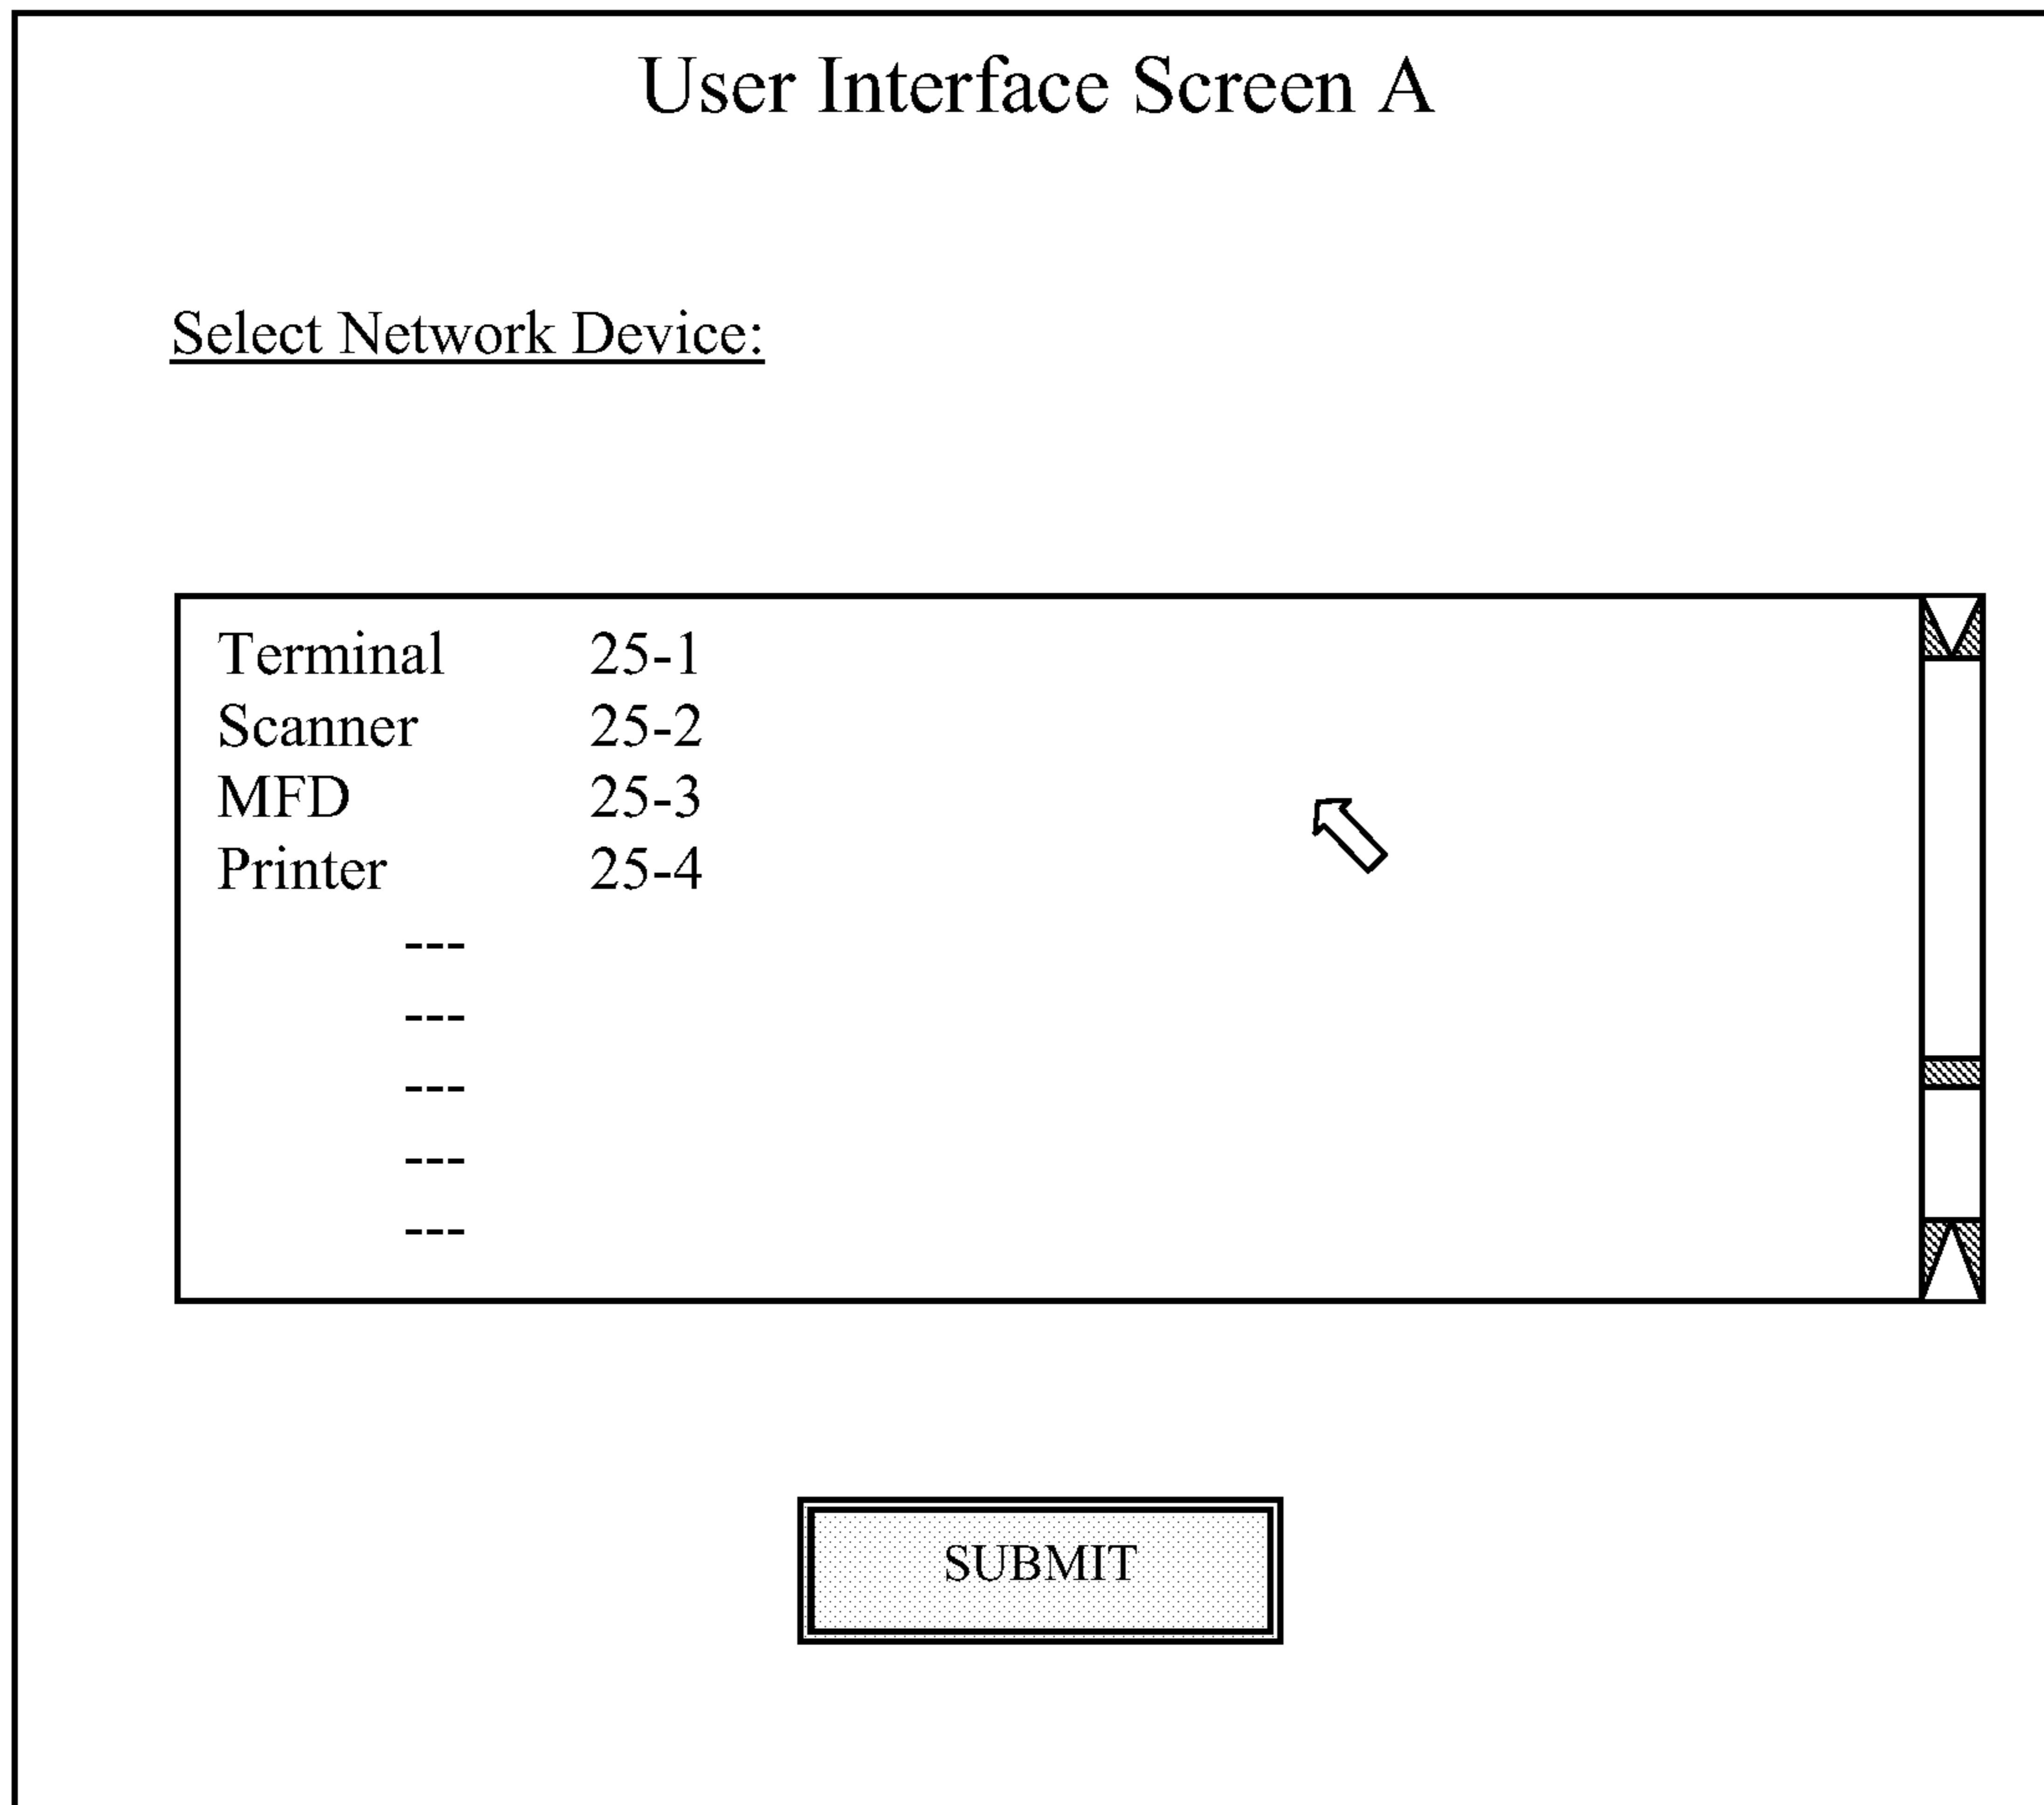 User Interface Screen A
Select Network Device:
Terminal 25-1
Scanner 25-2
MFD 25-3
Printer 25-4
---
---
---
---
---
SUBMIT